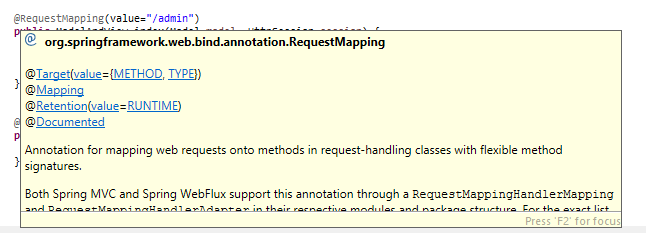 @RequestMapping(value="/admin")
@ org.springframework.web.bind.annotation.RequestMapping
@Target(value={METHOD, TYPE})
@Mapping
@Retention(value=RUNTIME)
@Documented
Annotation for mapping web requests onto methods in request-handling classes with flexible method
signatures.
Both Spring MVC and Spring WebFlux support this annotation through a RequestMappingHandlerMapping
and RequestMappingHandlerAdapter in their respective modules and package structure. For the exact list
Press 'F2' for focus